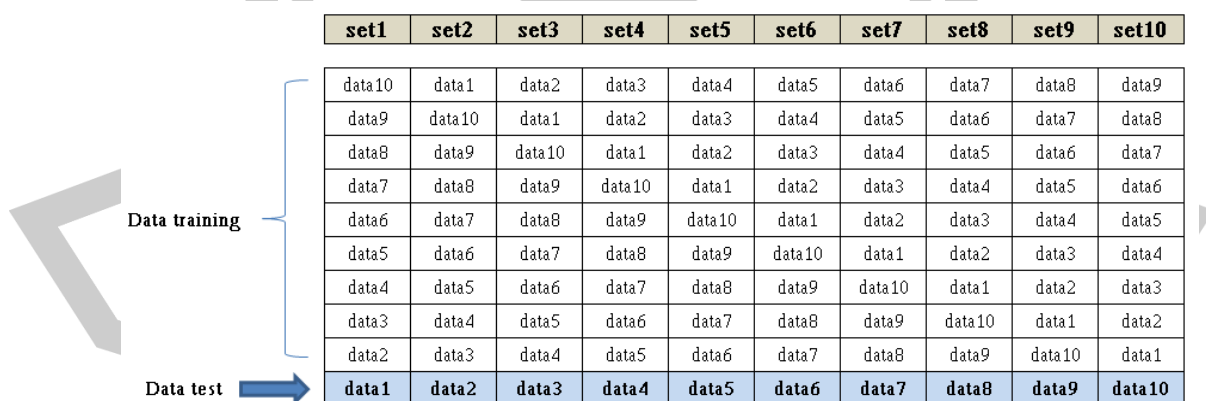 set1 set2 set3 set4 set5 set6 set7 set8 set9 set10
data10 data1 data2 data3 data4 data5 data6 data7 data8 data9
data9 data10 data1 data2 data3 data4 data5 data6 data7 data8
data8 data9 data10 data1 data2 data3 data4 data5 data6 data7
data7 data8 data9 data10 data1 data2 data3 data4 data5 data6
Data training data6 data7 data8 data9 data10 data1 data2 data3 data4 data5
data5 data6 data7 data8 data9 data10 data1 data2 data3 data4
data4 data5 data6 data7 data8 data9 data10 data1 data2 data3
data3 data4 data5 data6 data7 data8 data9 data10 data1 data2
data2 data3 data4 data5 data6 data7 data8 data9 data10 data1
Data test data1 data2 data3 data4 data5 data6 data7 data8 data9 data10